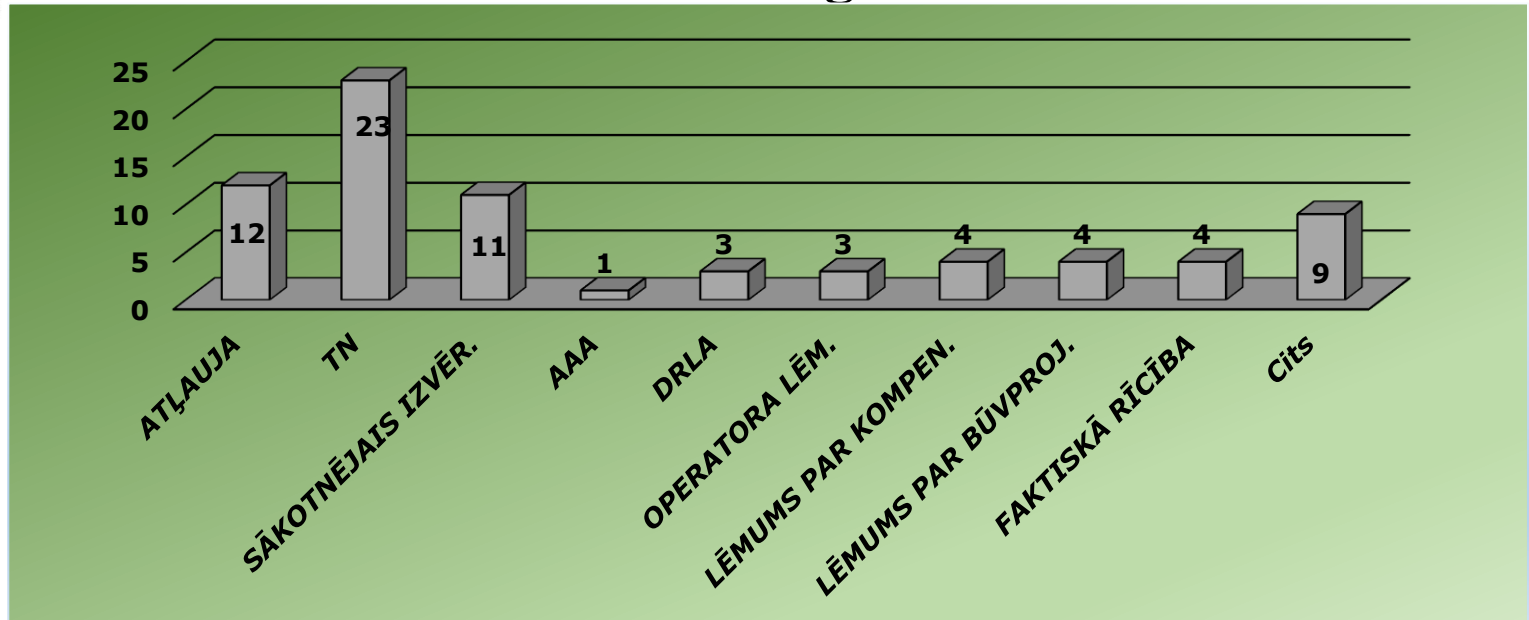 25
20
15
10
5
0
12
23
11
1
3
3
4
4
4
9
ATĻAUJA
TN
SĀKOTNĒJAIS IZVĒR.
AAA
DRLA
OPERATORA LĒM.
LĒMUMS PAR KOMPEN.
LĒMUMS PAR BŪVPROJ.
FAKTISKĀ RĪCĪBA
Cits